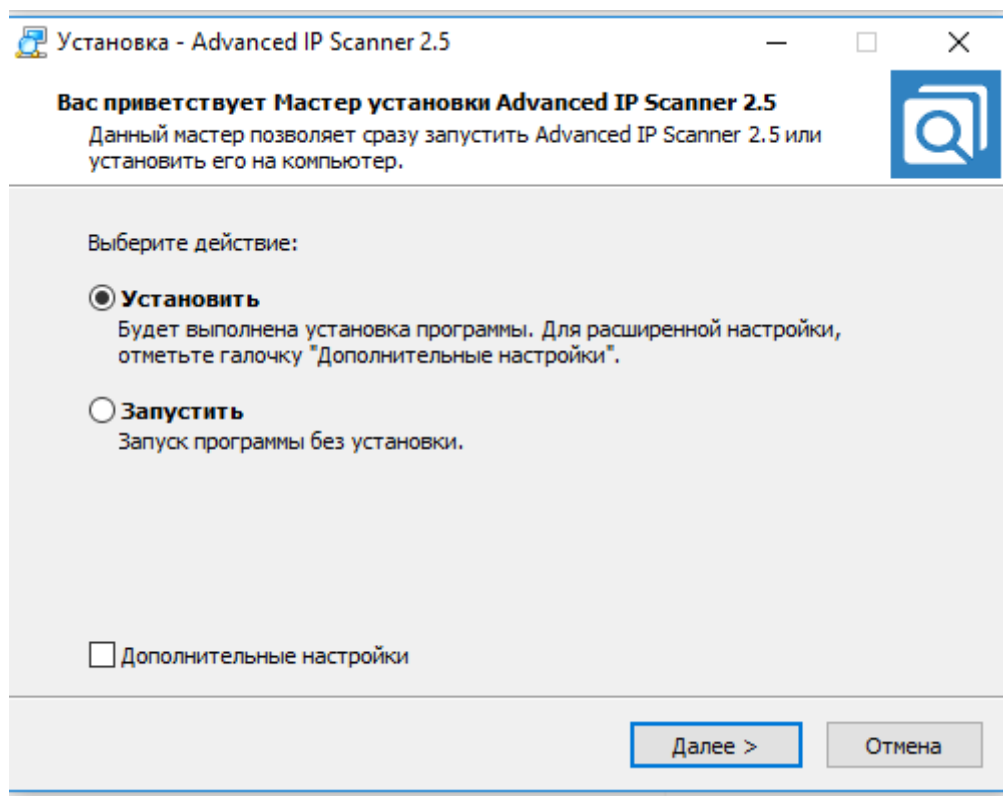 Установка - Advanced IP Scanner 2.5
Вас приветствует Мастер установки Advanced IP Scanner 2.5
Данный мастер позволяет сразу запустить Advanced IP Scanner 2.5 или
установить его на компьютер.
Выберите действие:
Установить
Будет выполнена установка программы. Для расширенной настройки,
отметьте галочку "Дополнительные настройки".
Запустить
Запуск программы без установки.
Дополнительные настройки
Далее >
Отмена